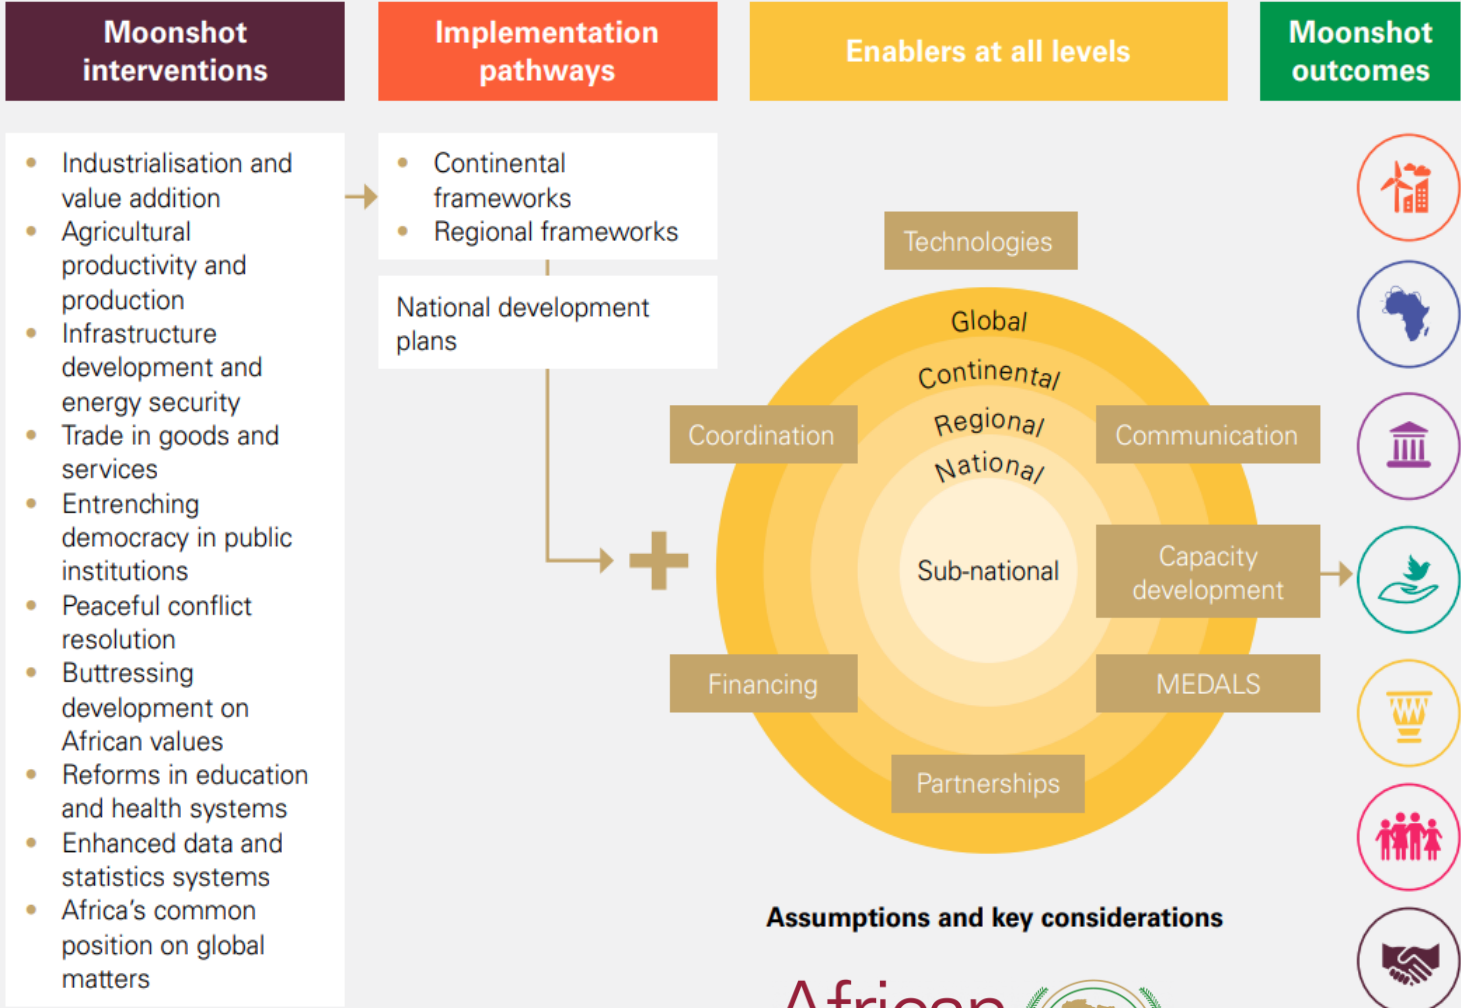 Moonshot
interventions
Implementation
pathways
Enablers at all levels
Moonshot
outcomes
• Industrialisation and
value addition
• Agricultural
productivity and
production
• Infrastructure
development and
energy security
• Trade in goods and
services
• Entrenching
democracy in public
institutions
• Peaceful conflict
resolution
• Buttressing
development on
African values
• Reforms in education
and health systems
• Enhanced data and
statistics systems
• Africa's common
position on global
matters
• Continental
frameworks
• Regional frameworks
National development
plans
Technologies
Global
Continental
Regional
National
Sub-national
Coordination
Communication
Capacity
development
Financing
MEDALS
Partnerships
Assumptions and key considerations
African